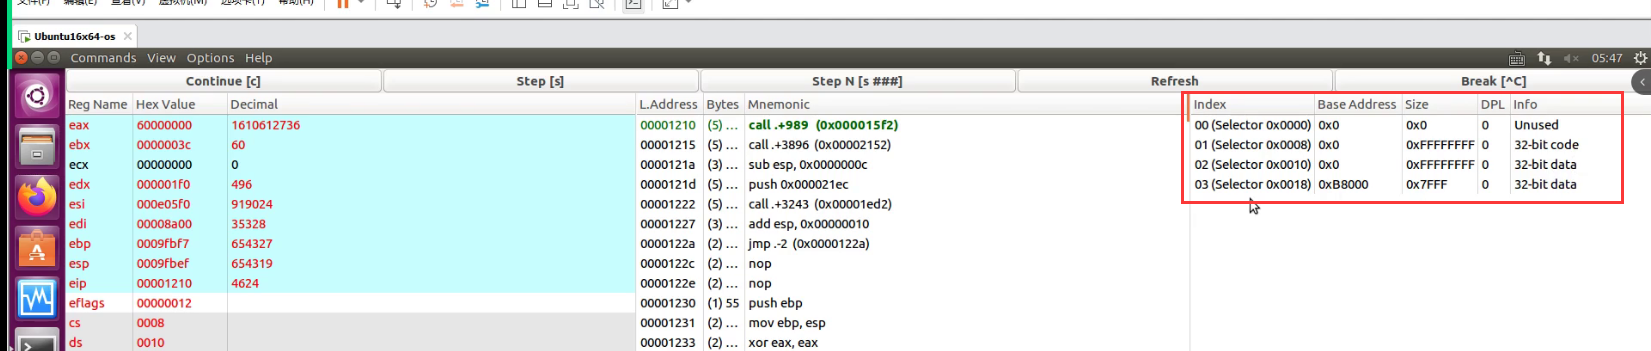 文件(F) 编辑(E) 查看(V) 虚拟机(M) 选项卡(T) 帮助(H)
Ubuntu16x64-os
Commands View Options Help 05:47
Continue [c] Step [s] Step N [s ###] Refresh Break [^C]
Reg Name Hex Value Decimal L.Address Bytes Mnemonic Index Base Address Size DPL Info
eax 60000000 1610612736 00001210 (5) ... call .+989 (0x000015f2) 00 (Selector 0x0000) 0x0 0x0 0 Unused
ebx 0000003c 60 00001215 (5) ... call .+3896 (0x00002152) 01 (Selector 0x0008) 0x0 0xFFFFFFFF 0 32-bit code
ecx 00000000 0 0000121a (3) ... sub esp, 0x0000000c 02 (Selector 0x0010) 0x0 0xFFFFFFFF 0 32-bit data
edx 000001f0 496 0000121d (5) ... push 0x000021ec 03 (Selector 0x0018) 0xB8000 0x7FFF 0 32-bit data
esi 000e05f0 919024 00001222 (5) ... call .+3243 (0x00001ed2)
edi 00008a00 35328 00001227 (3) ... add esp, 0x00000010
ebp 0009fbf7 654327 0000122a (2) ... jmp .-2 (0x0000122a)
esp 0009fbef 654319 0000122c (2) ... nop
eip 00001210 4624 0000122e (2) ... nop
eflags 00000012 00001230 (1) 55 push ebp
cs 0008 00001231 (2) ... mov ebp, esp
ds 0010 00001233 (2) ... xor eax, eax